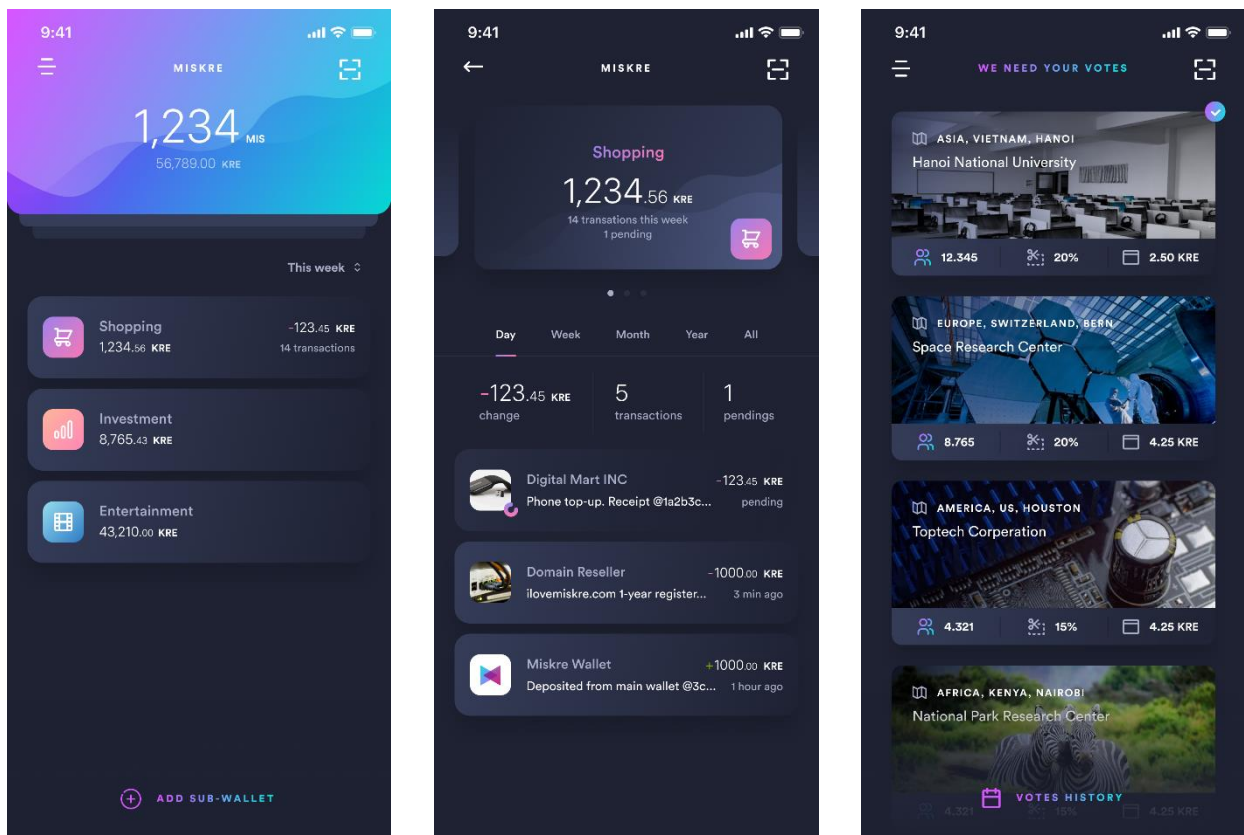 9:41
MISKRE
1,234 MIS
56,789.00 KRE
This week
Shopping
-123.45 KRE
1,234.56 KRE
14 transactions
Investment
8,765.43 KRE
Entertainment
43,210.00 KRE
ADD SUB-WALLET
9:41
MISKRE
Shopping
1,234.56 KRE
14 transations this week
1 pending
Day Week Month Year All
-123.45 KRE 5 1
change transactions pendings
Digital Mart INC -123.45 KRE
Phone top-up. Receipt @1a2b3c... pending
Domain Reseller -1000.00 KRE
ilovemiskre.com 1-year register... 3 min ago
Miskre Wallet +1000.00 KRE
Deposited from main wallet @3c... 1 hour ago
9:41
WE NEED YOUR VOTES
ASIA, VIETNAM, HANOI
Hanoi National University
12.345 20% 2.50 KRE
EUROPE, SWITZERLAND, BERN
Space Research Center
8.765 20% 4.25 KRE
AMERICA, US, HOUSTON
Toptech Corperation
4.321 15% 4.25 KRE
AFRICA, KENYA, NAIROBI
National Park Research Center
VOTES HISTORY
4.321 15% 4.25 KRE